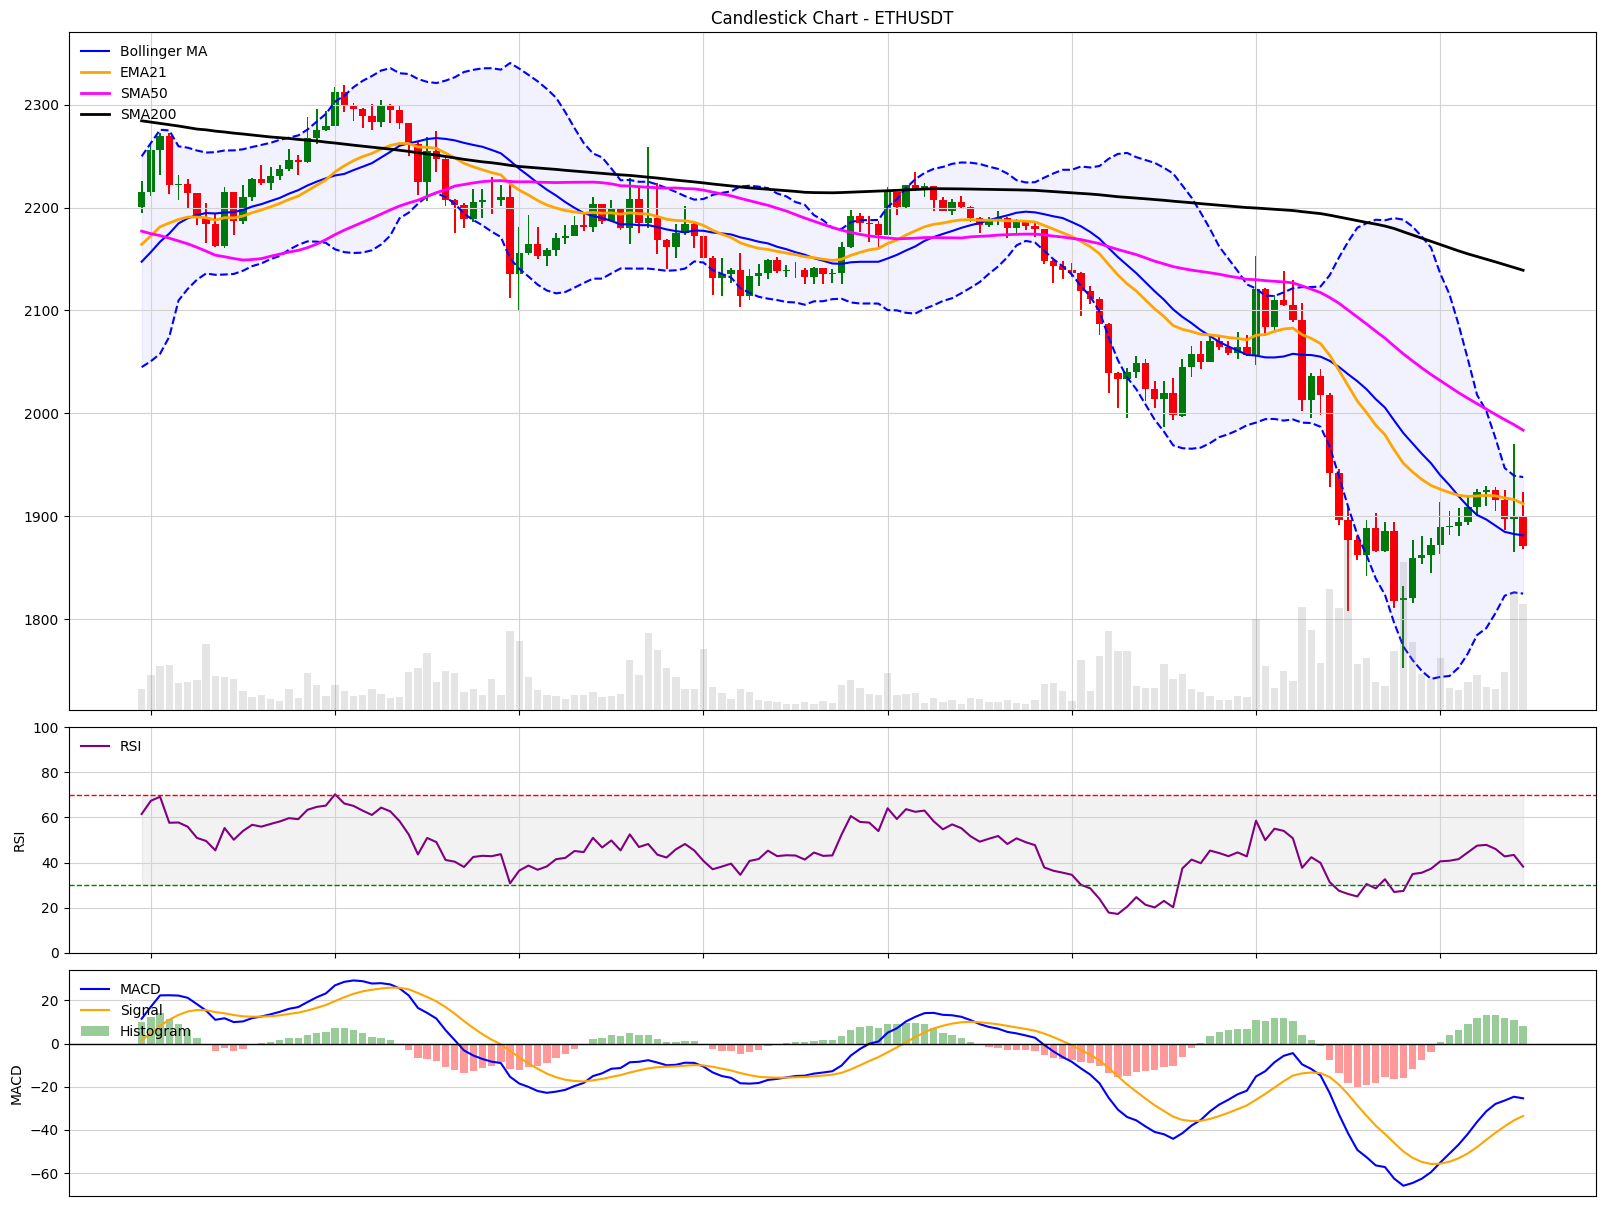 Candlestick Chart - ETHUSDT
Bollinger MA
EMA21
SMA50
SMA200
2300
2200
2100
2000
1900
1800
RSI
100
80
60
40
20
0
RSI
MACD
Signal
Histogram
20
0
−20
−40
−60
MACD